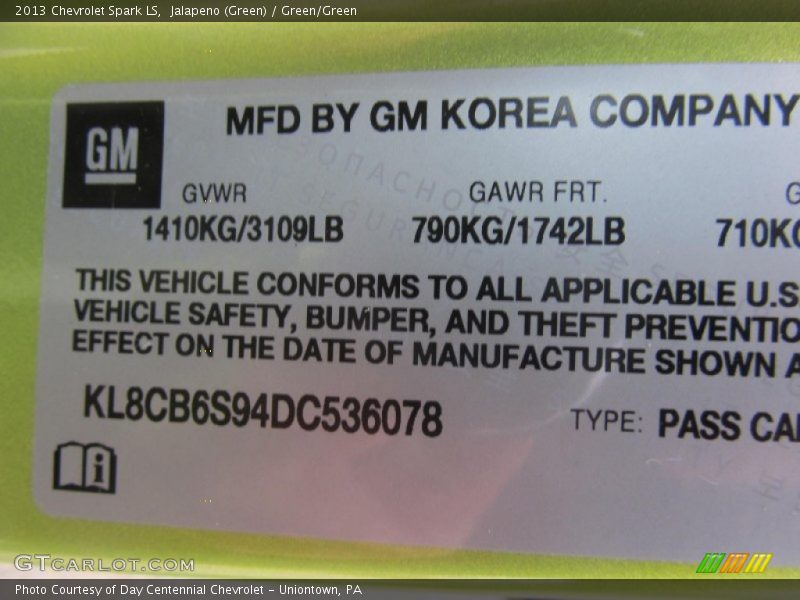 2013 Chevrolet Spark LS,  Jalapeno (Green) / Green/Green
GM
MFD BY GM KOREA COMPANY
GVWR GAWR FRT. G
1410KG/3109LB 790KG/1742LB 710K
THIS VEHICLE CONFORMS TO ALL APPLICABLE U.S
VEHICLE SAFETY, BUMPER, AND THEFT PREVENTIO
EFFECT ON THE DATE OF MANUFACTURE SHOWN A
KL8CB6S94DC536078 TYPE: PASS CAR
i
GTCARLOT.COM
Photo Courtesy of Day Centennial Chevrolet - Uniontown, PA